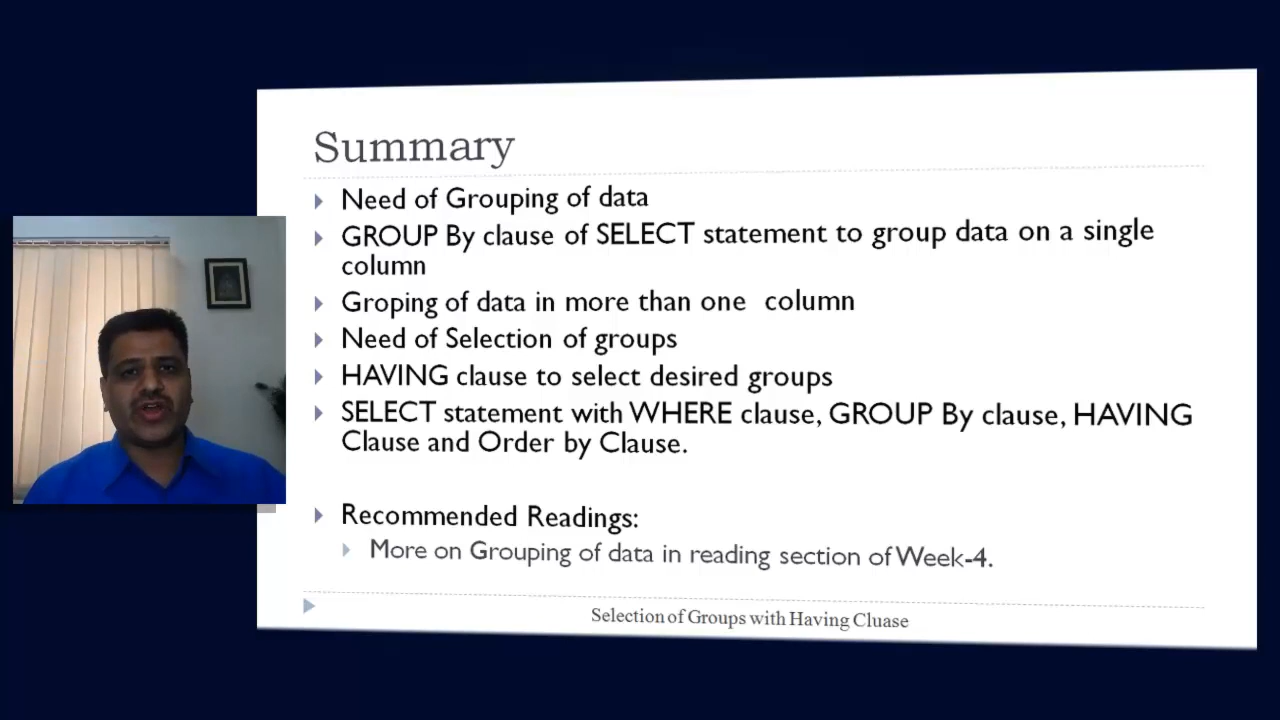 Summary
Need of Grouping of data
GROUP By clause of SELECT statement to group data on a single
column
Groping of data in more than one column
Need of Selection of groups
HAVING clause to select desired groups
SELECT statement with WHERE clause, GROUP By clause, HAVING
Clause and Order by Clause.
Recommended Readings:
More on Grouping of data in reading section of Week-4.
Selection of Groups with Having Cluase